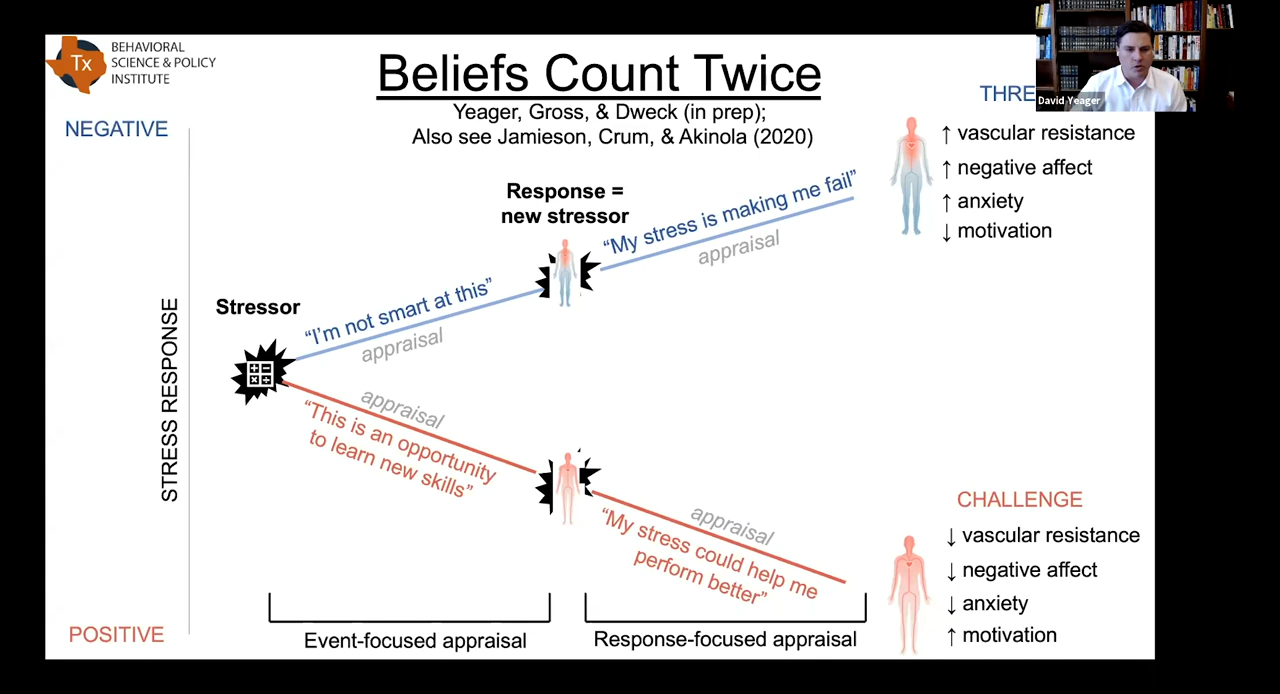 Tx
BEHAVIORAL
SCIENCE & POLICY
INSTITUTE
Beliefs Count Twice
Yeager, Gross, & Dweck (in prep);
Also see Jamieson, Crum, & Akinola (2020)
David Yeager
NEGATIVE
THRE
↑ vascular resistance
↑ negative affect
↑ anxiety
↓ motivation
Response =
new stressor
"My stress is making me fail"
appraisal
Stressor
"I'm not smart at this"
appraisal
STRESS RESPONSE
appraisal
"This is an opportunity
to learn new skills"
appraisal
"My stress could help me
perform better"
CHALLENGE
↓ vascular resistance
↓ negative affect
↓ anxiety
↑ motivation
POSITIVE
Event-focused appraisal
Response-focused appraisal